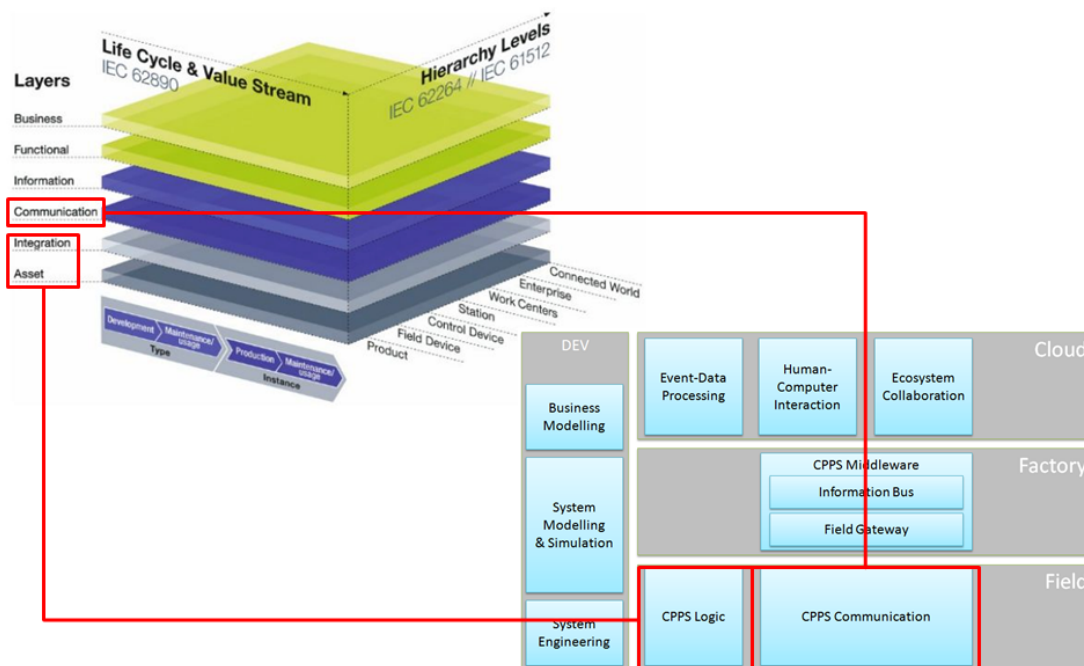 Life Cycle & Value Stream
IEC 62890
Hierarchy Levels
IEC 62264 // IEC 61512
Layers
Business
Functional
Information
Communication
Integration
Asset
Development
Maintenance/
usage
Type
Production
Maintenance/
usage
Instance
Product
Field Device
Control Device
Station
Work Centers
Enterprise
Connected World
DEV
Business
Modelling
System
Modelling
& Simulation
System
Engineering
Cloud
Event-Data
Processing
Human-
Computer
Interaction
Ecosystem
Collaboration
Factory
CPPS Middleware
Information Bus
Field Gateway
Field
CPPS Logic
CPPS Communication